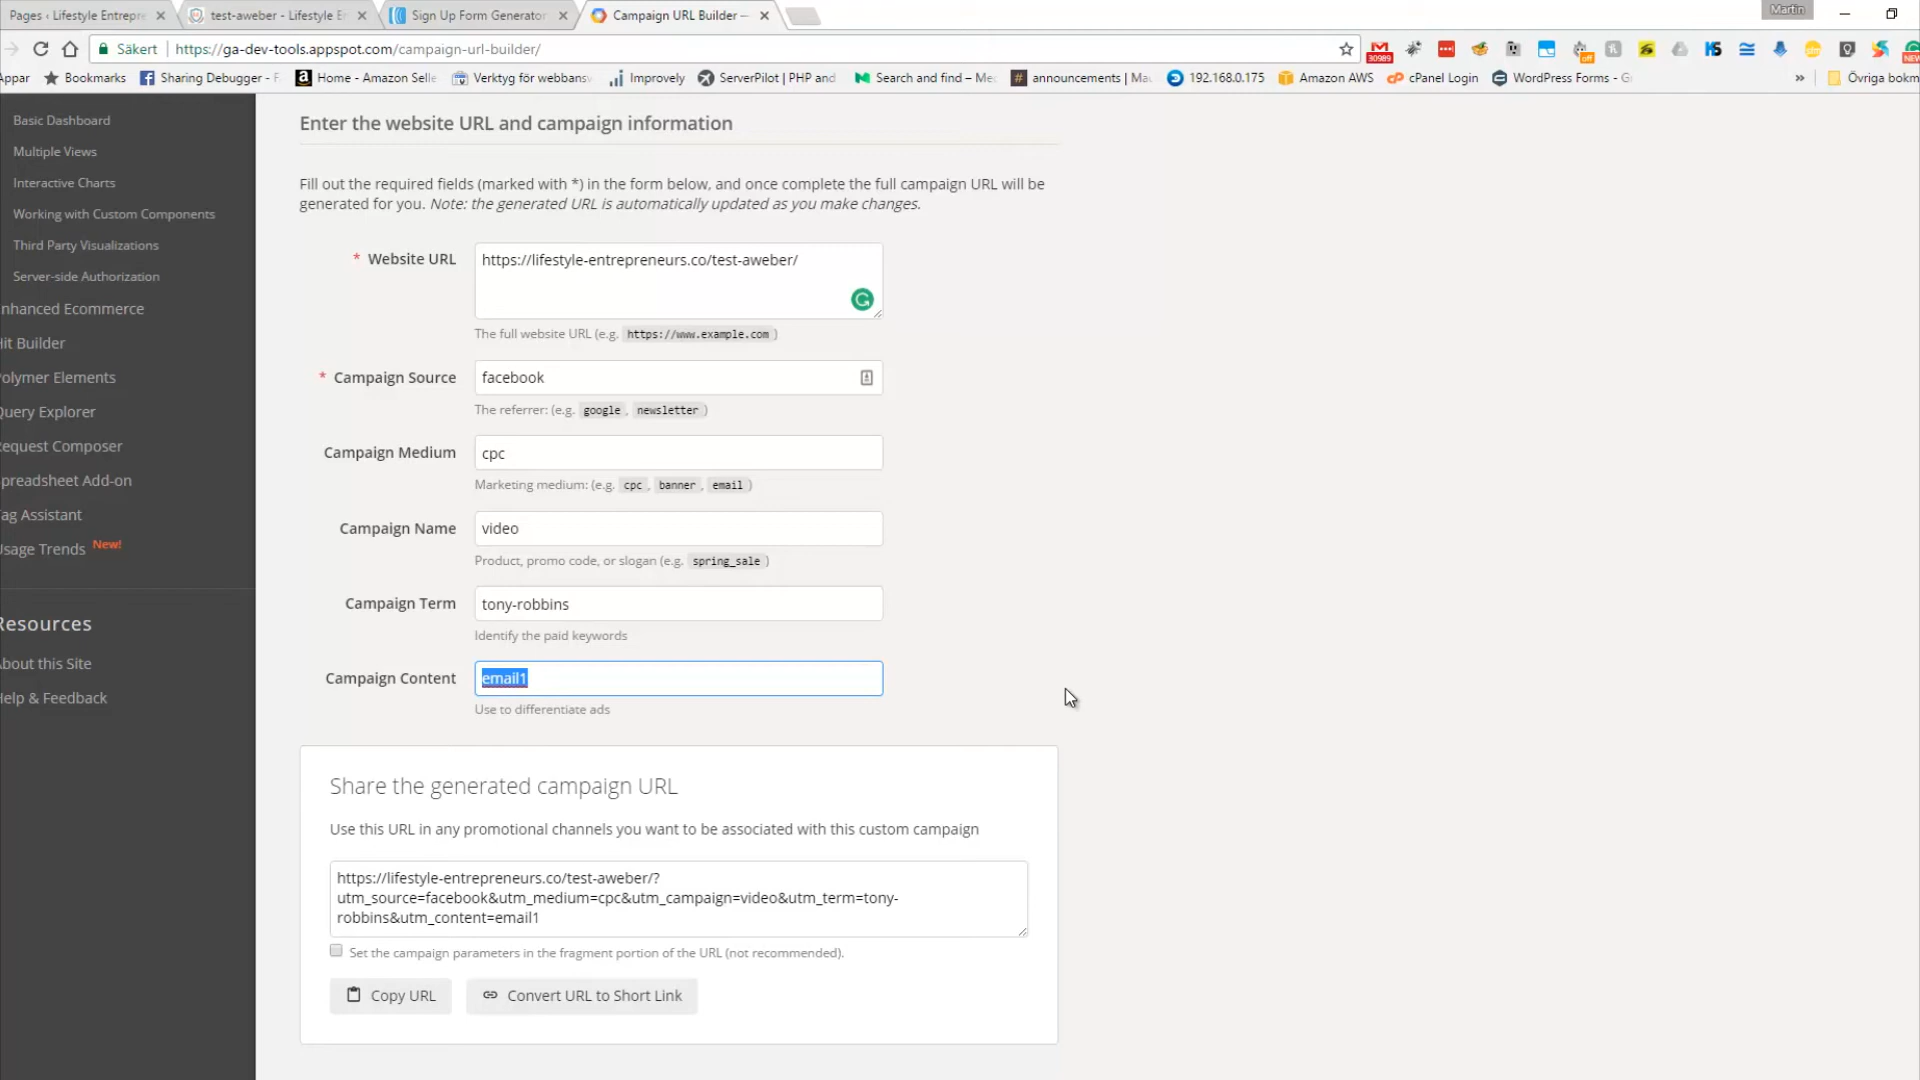 Pages ‹ Lifestyle Entrepre
test-aweber - Lifestyle E
Sign Up Form Generator
Campaign URL Builder —
Martin
Säkert
https://ga-dev-tools.appspot.com/campaign-url-builder/
30989
off
NEW
Appar
Bookmarks
Sharing Debugger - F
Home - Amazon Selle
Verktyg för webbansv
Improvely
ServerPilot | PHP and
Search and find – Me
announcements | Ma
192.168.0.175
Amazon AWS
cPanel Login
WordPress Forms - G
»
Övriga bokm
Basic Dashboard
Multiple Views
Interactive Charts
Working with Custom Components
Third Party Visualizations
Server-side Authorization
nhanced Ecommerce
it Builder
olymer Elements
Query Explorer
equest Composer
preadsheet Add-on
ag Assistant
Usage Trends New!
Resources
About this Site
Help & Feedback
Enter the website URL and campaign information
Fill out the required fields (marked with *) in the form below, and once complete the full campaign URL will be
generated for you. Note: the generated URL is automatically updated as you make changes.
* Website URL
https://lifestyle-entrepreneurs.co/test-aweber/
The full website URL (e.g. https://www.example.com )
* Campaign Source
facebook
The referrer: (e.g. google , newsletter )
Campaign Medium
cpc
Marketing medium: (e.g. cpc , banner , email )
Campaign Name
video
Product, promo code, or slogan (e.g. spring_sale )
Campaign Term
tony-robbins
Identify the paid keywords
Campaign Content
email1
Use to differentiate ads
Share the generated campaign URL
Use this URL in any promotional channels you want to be associated with this custom campaign
https://lifestyle-entrepreneurs.co/test-aweber/?
utm_source=facebook&utm_medium=cpc&utm_campaign=video&utm_term=tony-
robbins&utm_content=email1
Set the campaign parameters in the fragment portion of the URL (not recommended).
Copy URL
Convert URL to Short Link